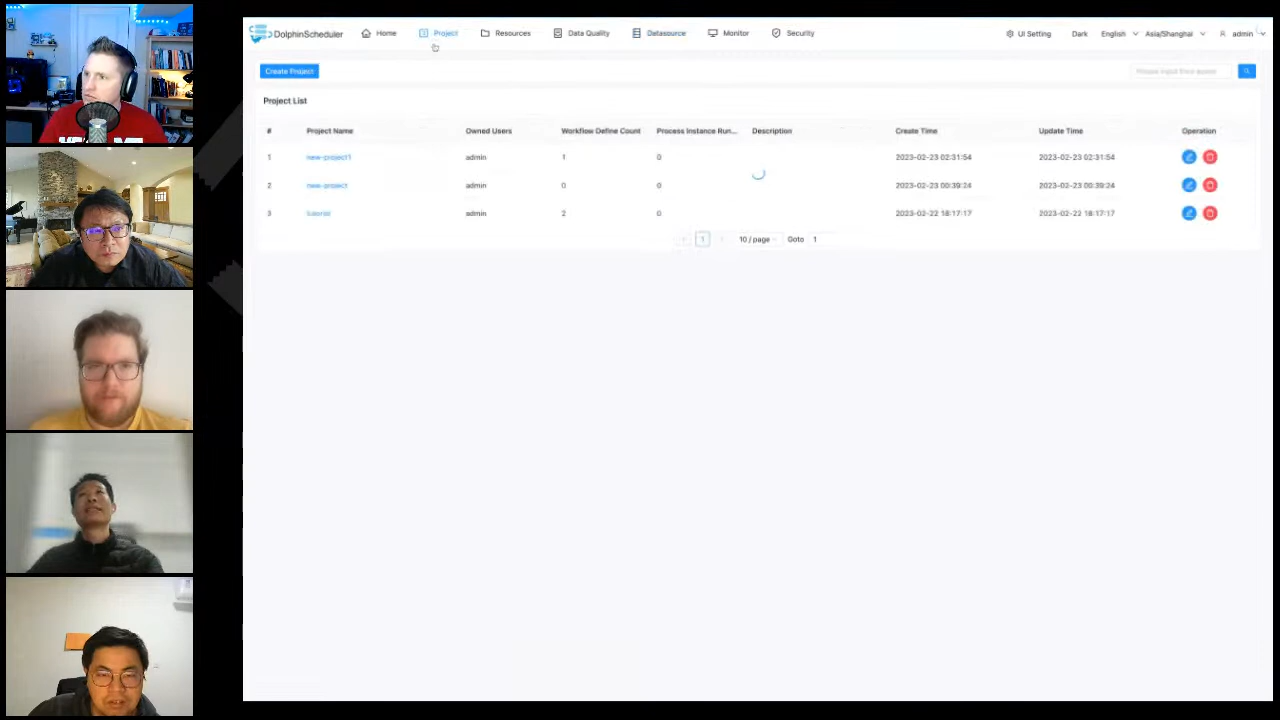 DolphinScheduler Home Project Resources Data Quality Datasource Monitor Security UI Setting Dark English Asia/Shanghai admin
Create Project
Project List
# Project Name Owned Users Workflow Define Count Process Instance Run... Description Create Time Update Time Operation
1 new-project1 admin 1 0 2023-02-23 02:31:54 2023-02-23 02:31:54
2 new-project admin 0 0 2023-02-23 00:39:24 2023-02-23 00:39:24
3 tutorial admin 2 0 2023-02-22 18:17:17 2023-02-22 18:17:17
1 10 / page Goto 1